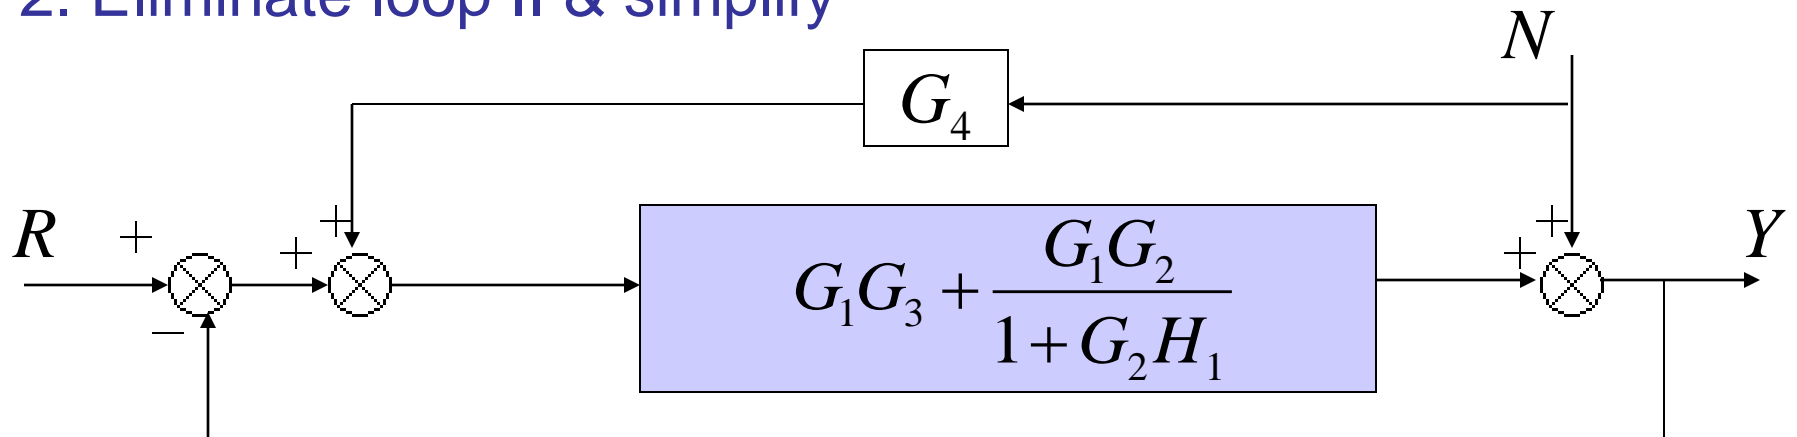 2. Eliminate loop II & simplify
N
G₄
R + + + + + Y
G₁G₃ + G₁G₂ / 1 + G₂H₁
−